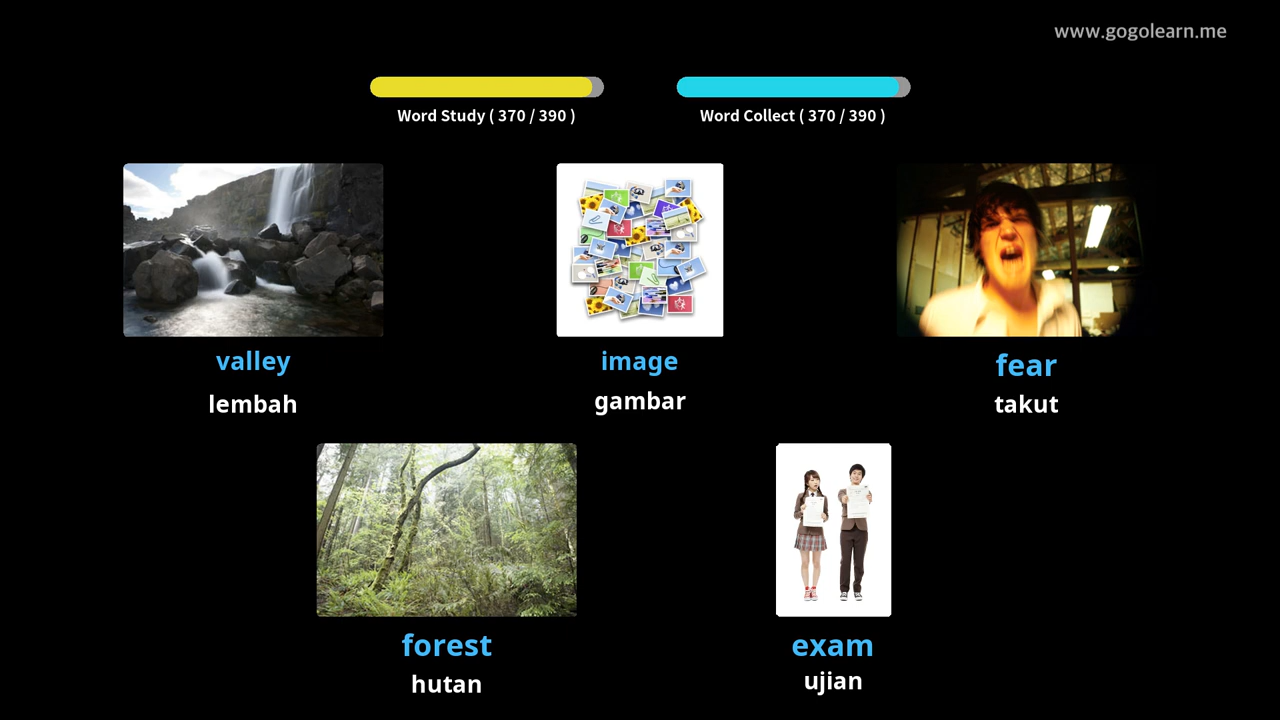 www.gogolearn.me
Word Study ( 370 / 390 )
Word Collect ( 370 / 390 )
valley
lembah
image
gambar
fear
takut
forest
hutan
exam
ujian